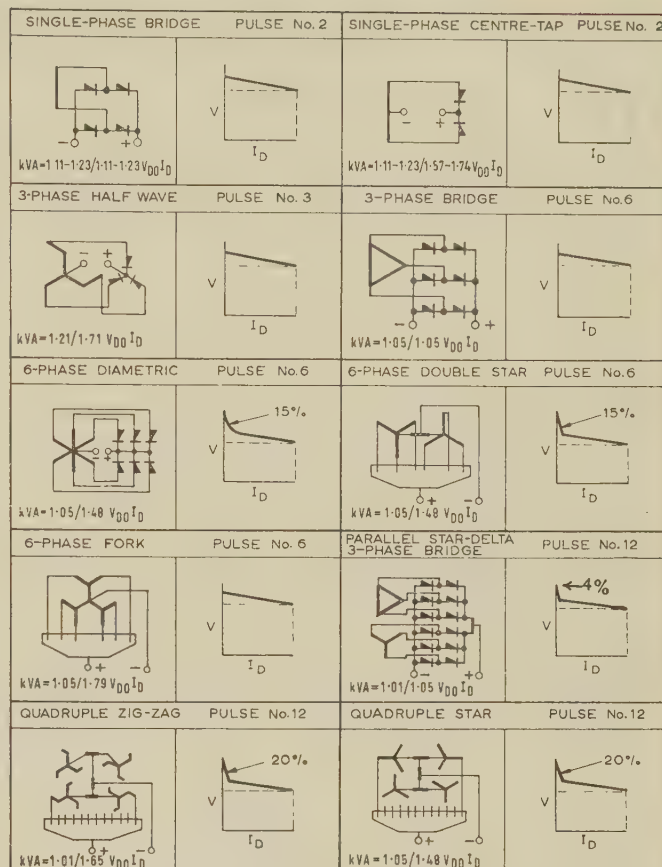 SINGLE-PHASE BRIDGE PULSE No.2
V
I_D
− +
kVA=1·11-1·23/1·11-1·23 V_DO I_D
SINGLE-PHASE CENTRE-TAP PULSE No. 2
V
I_D
− +
kVA=1·11-1·23/1·57-1·74 V_DO I_D
3-PHASE HALF WAVE PULSE No.3
− +
V
I_D
kVA=1·21/1·71 V_DO I_D
3-PHASE BRIDGE PULSE No.6
V
I_D
− +
kVA=1·05/1·05 V_DO I_D
6-PHASE DIAMETRIC PULSE No.6
15%
− +
V
I_D
kVA=1·05/1·48 V_DO I_D
6-PHASE DOUBLE STAR PULSE No.6
15%
V
I_D
+ −
kVA=1·05/1·48 V_DO I_D
6-PHASE FORK PULSE No. 6
V
I_D
+ −
kVA=1·05/1·79 V_DO I_D
PARALLEL STAR-DELTA
3-PHASE BRIDGE PULSE No.12
4%
V
I_D
− +
kVA=1·01/1·05 V_DO I_D
QUADRUPLE ZIG-ZAG PULSE No.12
20%
V
I_D
+ −
kVA=1·01/1·65 V_DO I_D
QUADRUPLE STAR PULSE No.12
20%
V
I_D
+ −
kVA=1·05/1·48 V_DO I_D